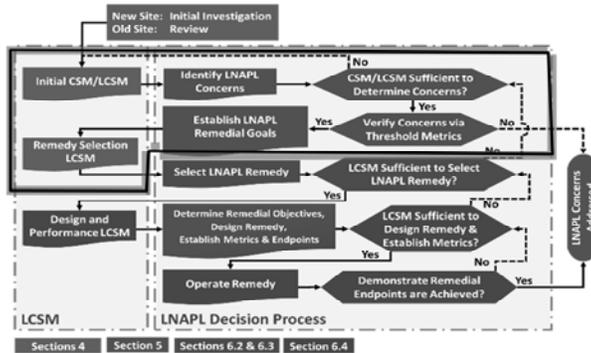 New Site: Initial Investigation
Old Site: Review
No
Initial CSM/LCSM
Identify LNAPL
Concerns
CSM/LCSM Sufficient to
Determine Concerns?
Yes
Establish LNAPL
Remedial Goals
Yes
Verify Concerns via
Threshold Metrics
No
Remedy Selection
LCSM
No
Select LNAPL Remedy
LCSM Sufficient to Select
LNAPL Remedy?
Yes
No
Design and
Performance LCSM
Determine Remedial Objectives,
Design Remedy,
Establish Metrics & Endpoints
LCSM Sufficient to
Design Remedy &
Establish Metrics?
LNAPL Concerns
Addressed
Yes
No
Operate Remedy
Demonstrate Remedial
Endpoints are Achieved?
Yes
LCSM
LNAPL Decision Process
Sections 4
Section 5
Sections 6.2 & 6.3
Section 6.4